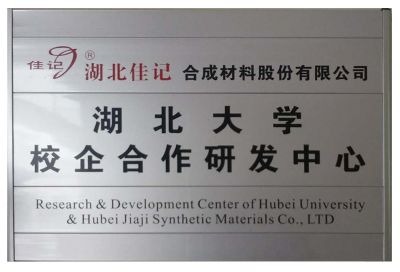 佳记® 湖北佳记 合成材料股份有限公司
湖北大学
校企合作研发中心
Research & Development Center of Hubei University
& Hubei Jiaji Synthetic Materials Co., LTD